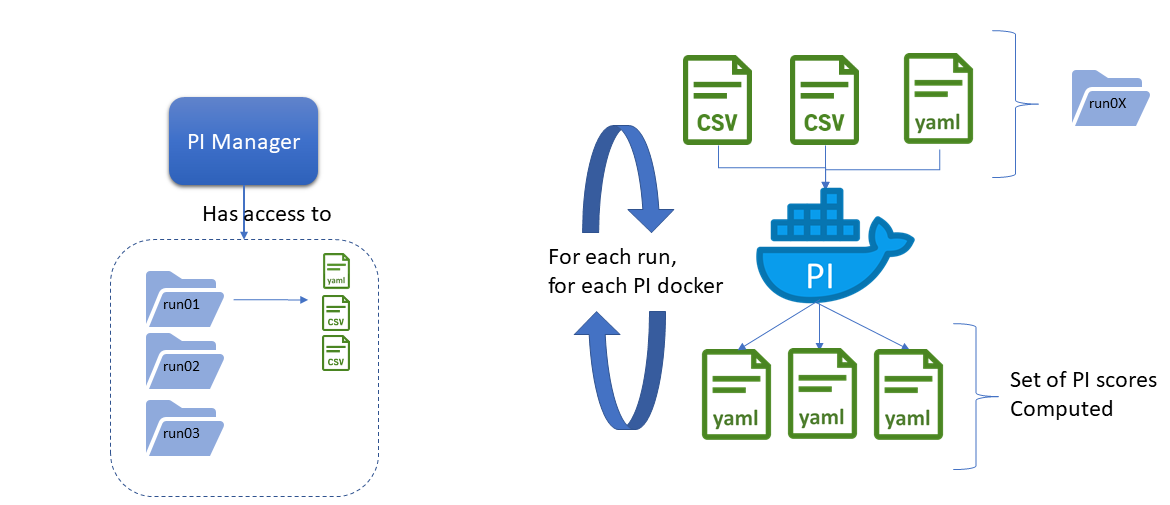 PI Manager
Has access to
run01
run02
run03
yaml
CSV
CSV
For each run,
for each PI docker
CSV
CSV
yaml
run0X
PI
yaml
yaml
yaml
Set of PI scores
Computed